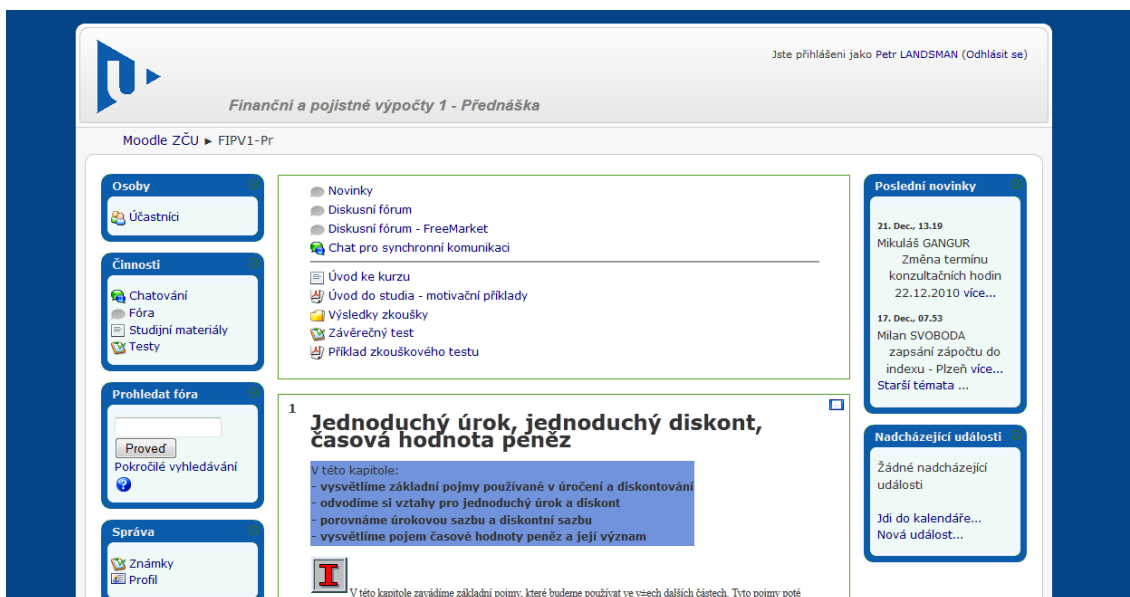 Jste přihlášeni jako Petr LANDSMAN (Odhlásit se)
Finanční a pojistné výpočty 1 - Přednáška
Moodle ZČU ► FIPV1-Pr
Osoby
Účastníci
Činnosti
Chatování
Fóra
Studijní materiály
Testy
Prohledat fóra
Proveď
Pokročilé vyhledávání
?
Správa
Známky
Profil
Novinky
Diskusní fórum
Diskusní fórum - FreeMarket
Chat pro synchronní komunikaci
Úvod ke kurzu
Úvod do studia - motivační příklady
Výsledky zkoušky
Závěrečný test
Příklad zkouškového testu
1
Jednoduchý úrok, jednoduchý diskont,
časová hodnota peněz
V této kapitole:
- vysvětlíme základní pojmy používané v úročení a diskontování
- odvodíme si vztahy pro jednoduchý úrok a diskont
- porovnáme úrokovou sazbu a diskontní sazbu
- vysvětlíme pojem časové hodnoty peněz a její význam
I
V této kapitole zavádíme základní pojmy, které budeme používat ve v±ech dalších částech. Tyto pojmy poté
Poslední novinky
21. Dec., 13.19
Mikuláš GANGUR
Změna termínu
konzultačních hodin
22.12.2010 více...
17. Dec., 07.53
Milan SVOBODA
zapsání zápočtu do
indexu - Plzeň více...
Starší témata ...
Nadcházející události
Žádné nadcházející
události
Jdi do kalendáře...
Nová událost...